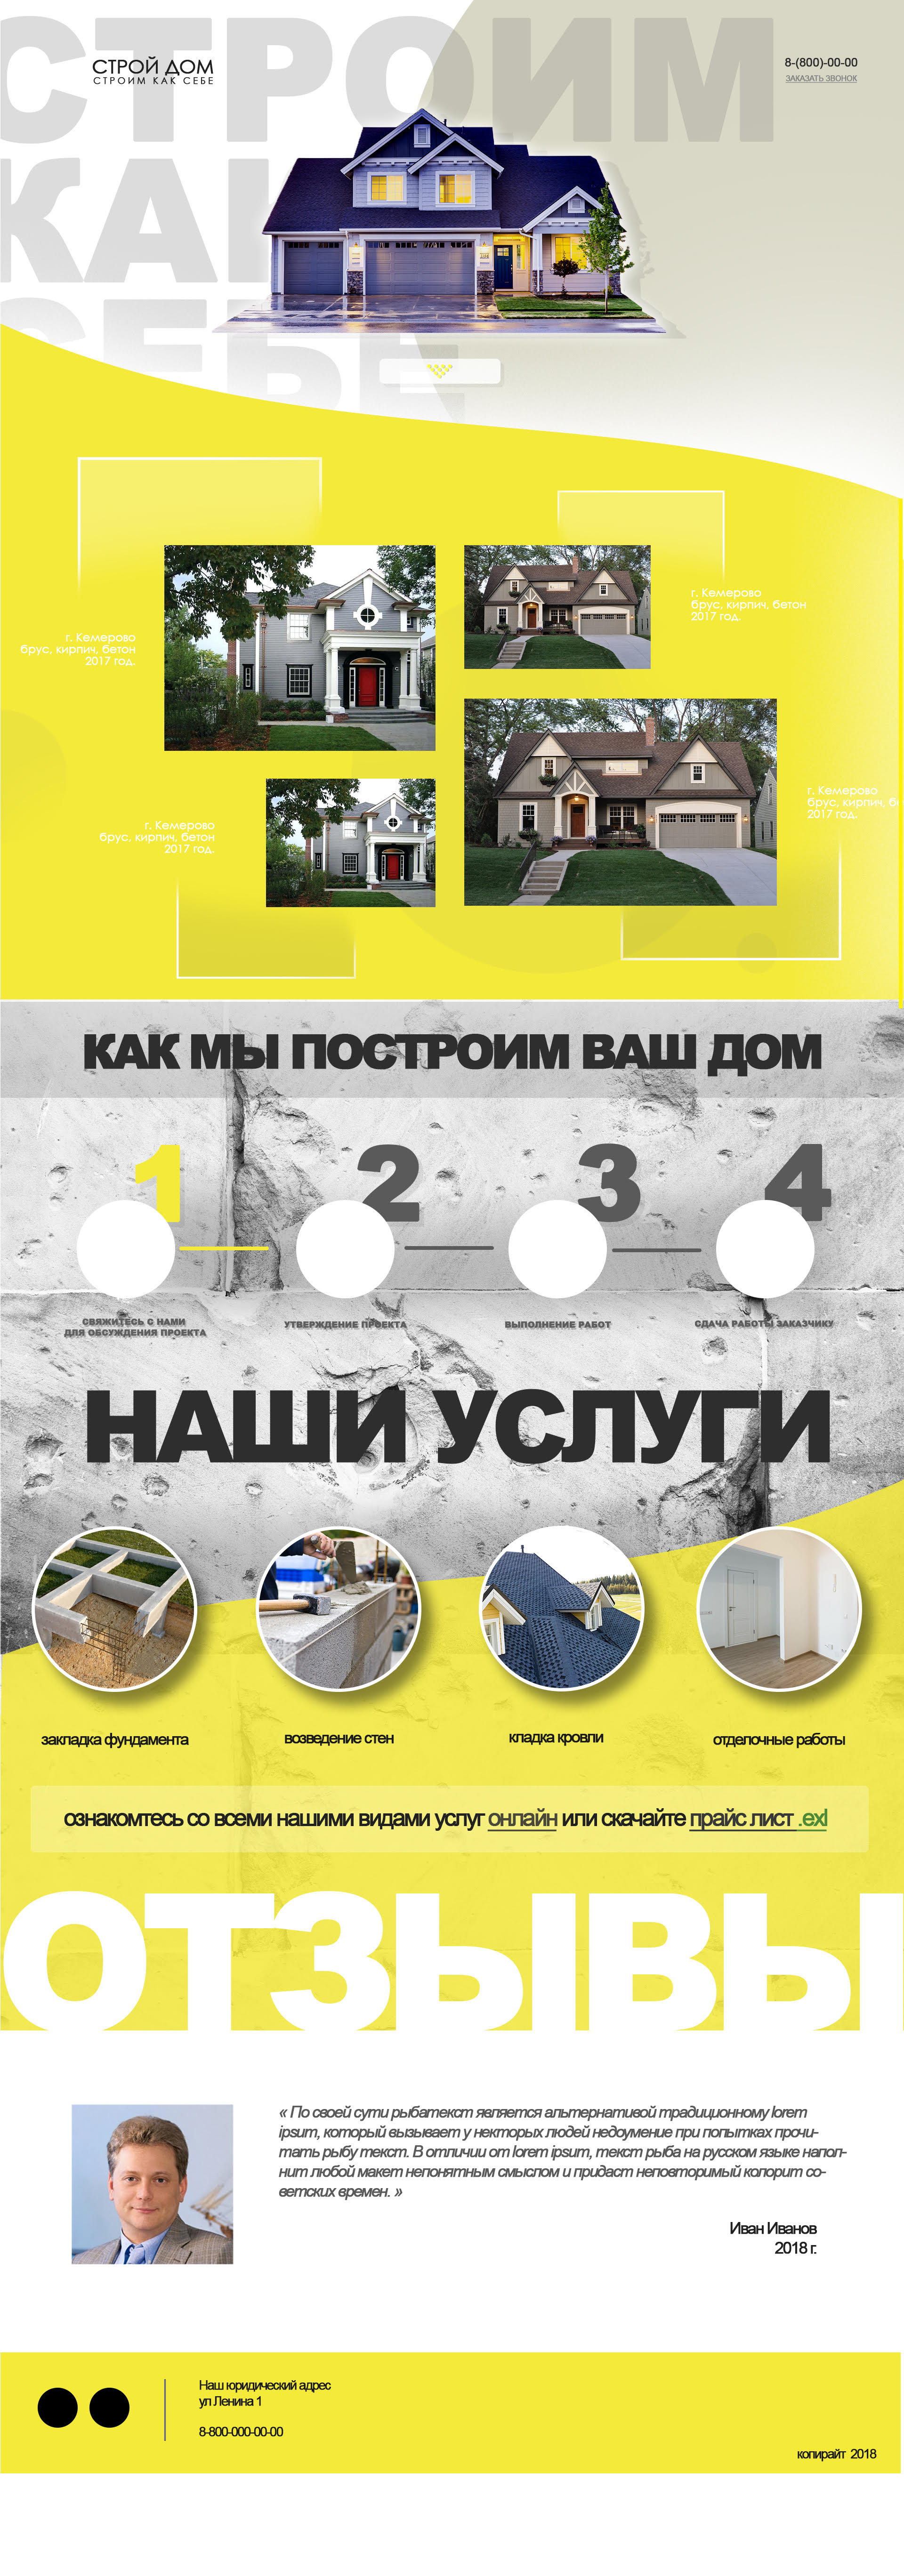 СТРОИМ
КАК
СЕБЕ
СТРОЙ ДОМ
СТРОИМ КАК СЕБЕ
8-(800)-00-00
ЗАКАЗАТЬ ЗВОНОК
г. Кемерово
брус, кирпич, бетон
2017 год.
г. Кемерово
брус, кирпич, бетон
2017 год.
г. Кемерово
брус, кирпич, бетон
2017 год.
г. Кемерово
брус, кирпич, б
2017 год.
КАК МЫ ПОСТРОИМ ВАШ ДОМ
1
2
3
4
СВЯЖИТЕСЬ С НАМИ
ДЛЯ ОБСУЖДЕНИЯ ПРОЕКТА
УТВЕРЖДЕНИЕ ПРОЕКТА
ВЫПОЛНЕНИЕ РАБОТ
СДАЧА РАБОТЫ ЗАКАЗЧИКУ
НАШИ УСЛУГИ
закладка фундамента
возведение стен
кладка кровли
отделочные работы
ознакомтесь со всеми нашими видами услуг онлайн или скачайте прайс лист .exl
ОТЗЫВЫ
« По своей сути рыбатекст является альтернативой традиционному lorem
ipsum, который вызывает у некторых людей недоумение при попытках прочи-
тать рыбу текст. В отличии от lorem ipsum, текст рыба на русском языке напол-
нит любой макет непонятным смыслом и придаст неповторимый колорит со-
ветских времен. »
Иван Иванов
2018 г.
Наш юридический адрес
ул Ленина 1
8-800-000-00-00
копирайт 2018